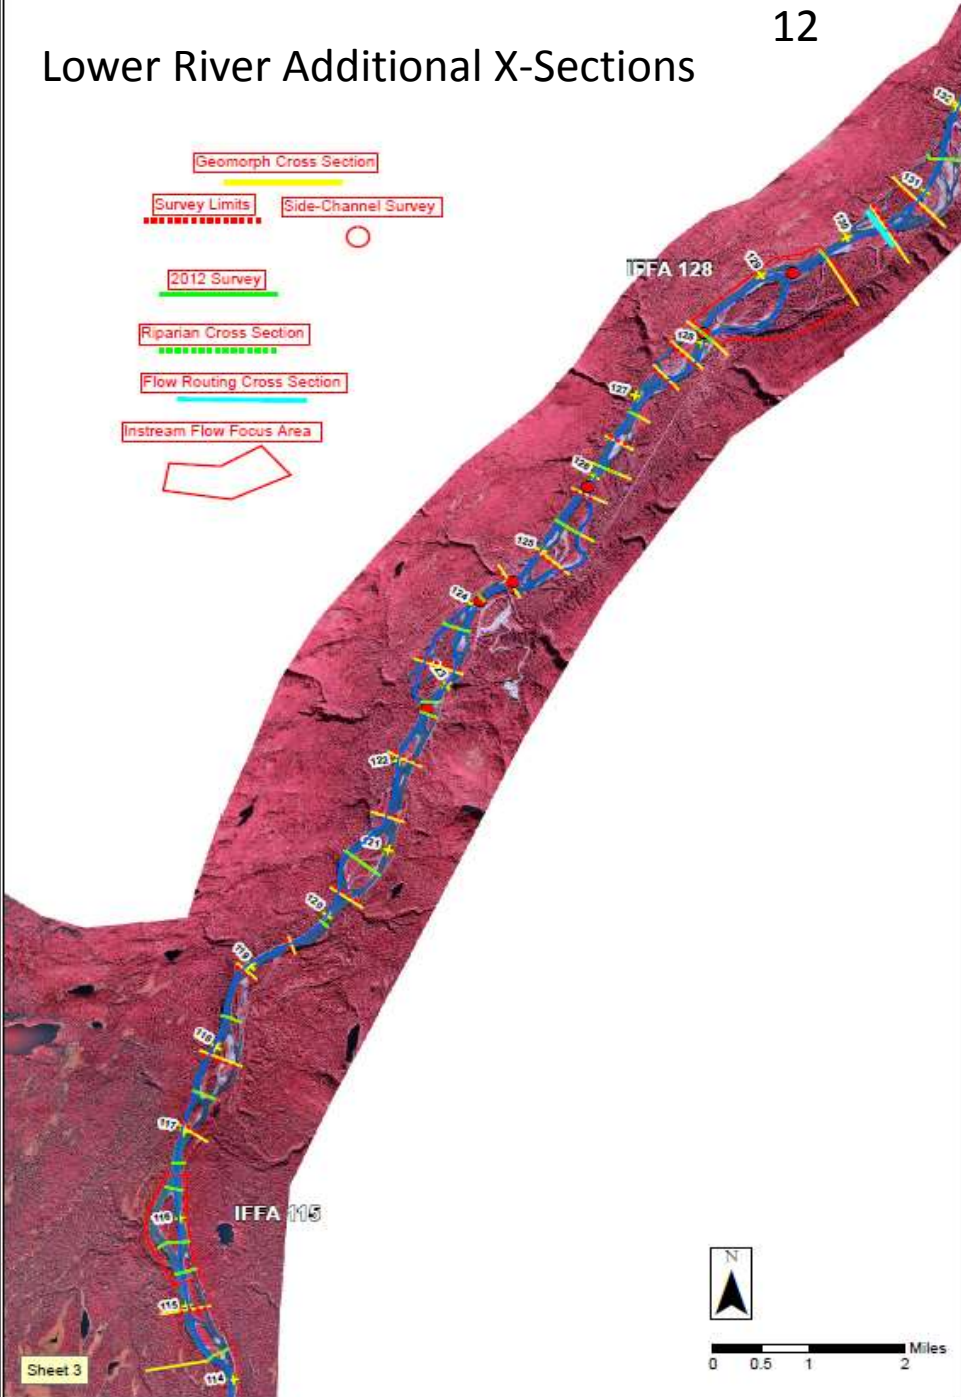 12
Lower River Additional X-Sections
Geomorph Cross Section
Survey Limits
Side-Channel Survey
2012 Survey
Riparian Cross Section
Flow Routing Cross Section
Instream Flow Focus Area
132
131
130
129
IFFA 128
128
127
126
125
124
123
122
121
120
119
118
117
116
IFFA 115
115
114
N
Miles
0 0.5 1 2
Sheet 3